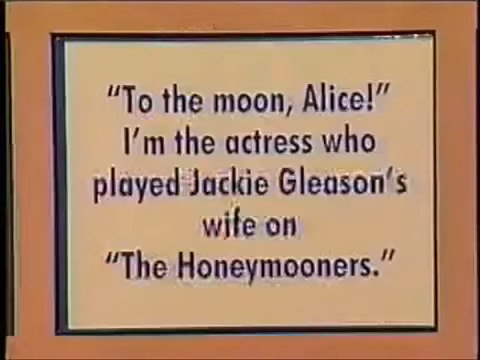 "To the moon, Alice!"
I'm the actress who
played Jackie Gleason's
wife on
"The Honeymooners."